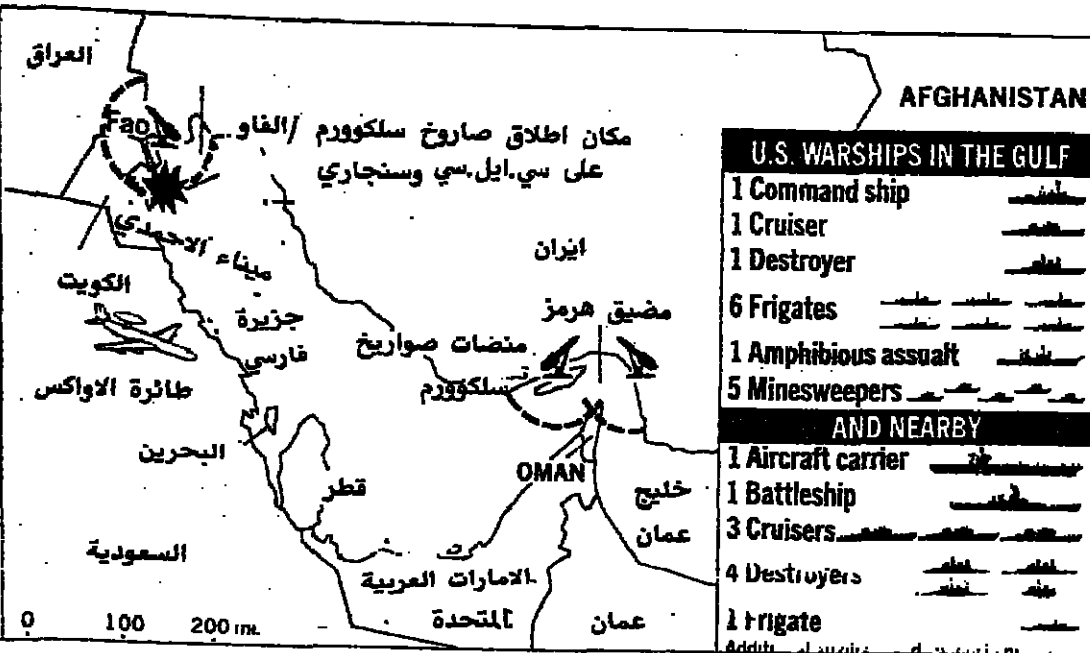 العراق
AFGHANISTAN
Fao
الفاو/ مكان اطلاق صاروخ سلكوورم
على سي.ايل.سي وسنجاري
ميناء الاحمدي
الكويت
ايران
جزيرة
فارسي
مضيق هرمز
منضات صواريخ
سلكوورم
طائرة الاواكس
البحرين
قطر
OMAN
خليج
عمان
السعودية
الامارات العربية
المتحدة
عمان
0 100 200
U.S. WARSHIPS IN THE GULF
1 Command ship
1 Cruiser
1 Destroyer
6 Frigates
1 Amphibious assualt
5 Minesweepers
AND NEARBY
1 Aircraft carrier
1 Battleship
3 Cruisers
4 Destroyers
1 Frigate